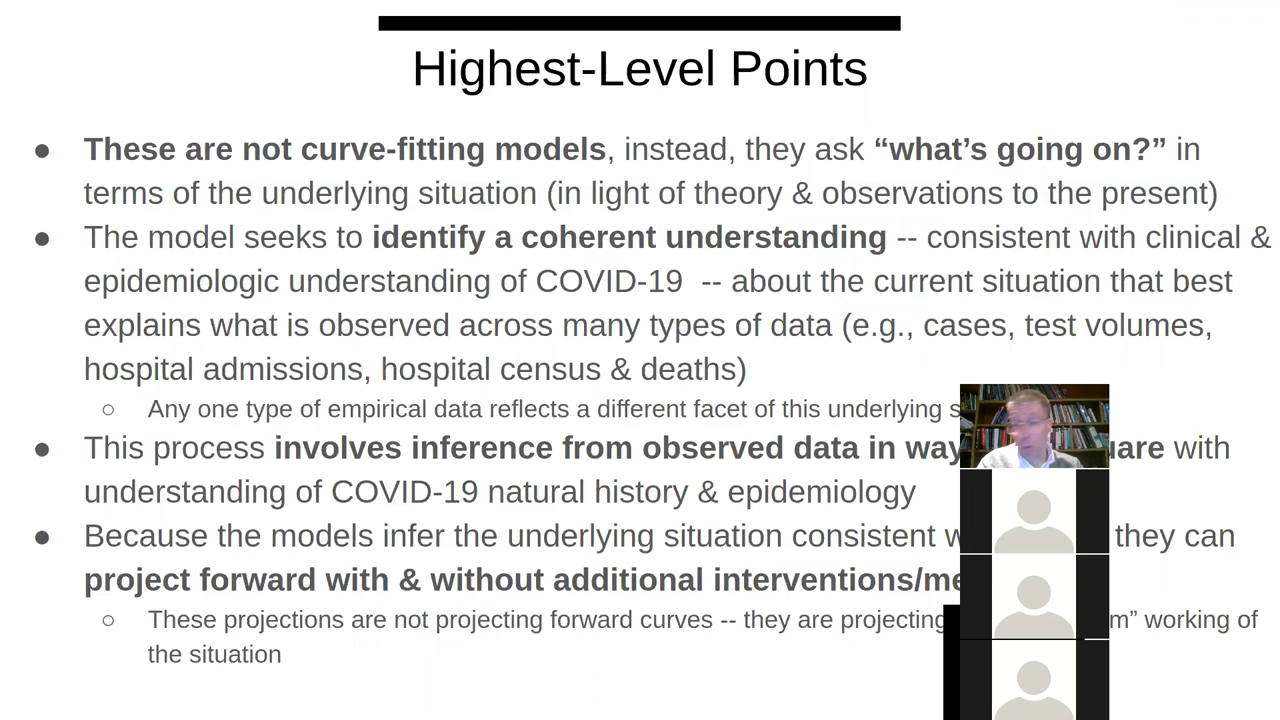 Highest-Level Points
● These are not curve-fitting models, instead, they ask “what’s going on?” in
terms of the underlying situation (in light of theory & observations to the present)
● The model seeks to identify a coherent understanding -- consistent with clinical &
epidemiologic understanding of COVID-19 -- about the current situation that best
explains what is observed across many types of data (e.g., cases, test volumes,
hospital admissions, hospital census & deaths)
○ Any one type of empirical data reflects a different facet of this underlying
● This process involves inference from observed data in with
understanding of COVID-19 natural history & epidemiology
● Because the models infer the underlying situation consistent they can
project forward with & without additional
○ These projections are not projecting forward curves -- they are projecting working of
the situation